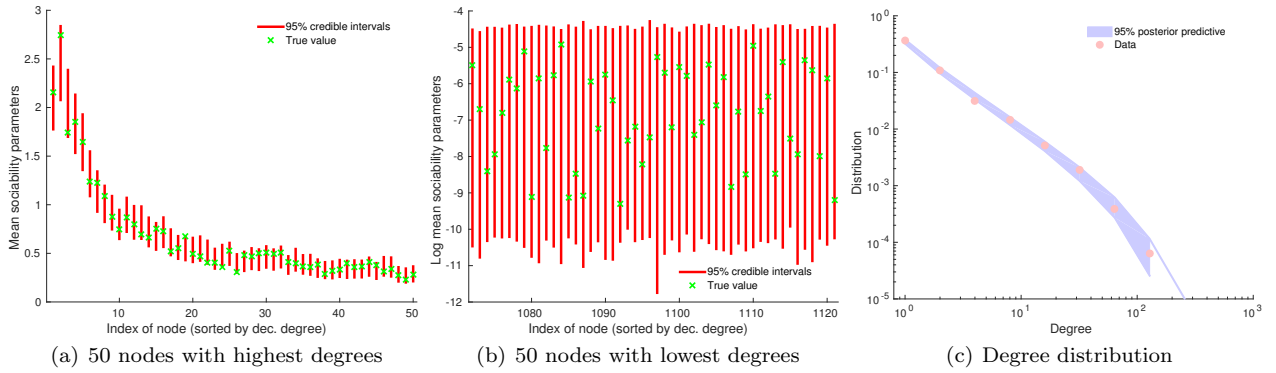 3
2.5
2
1.5
1
0.5
0
Mean sociability parameters
95% credible intervals
True value
10
20
30
40
50
Index of node (sorted by dec. degree)
(a) 50 nodes with highest degrees
-4
-5
-6
-7
-8
-9
-10
-11
-12
Log mean sociability parameters
95% credible intervals
True value
1080
1090
1100
1110
1120
Index of node (sorted by dec. degree)
(b) 50 nodes with lowest degrees
10^0
10^-1
10^-2
10^-3
10^-4
10^-5
Distribution
95% posterior predictive
Data
10^0
10^1
10^2
10^3
Degree
(c) Degree distribution